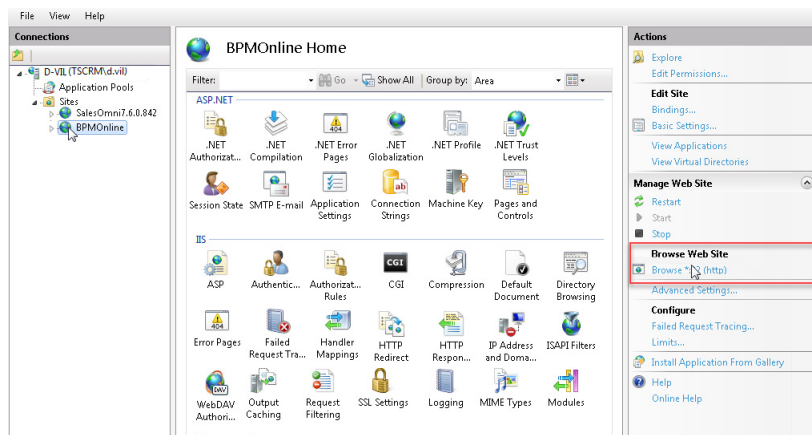 File View Help
Connections
D-VIL (TSCRM\d.vil)
Application Pools
Sites
SalesOmni7.6.0.842
BPMOnline
BPMOnline Home
Filter: Go Show All Group by: Area
ASP.NET
.NET Authorizat... .NET Compilation .NET Error Pages .NET Globalization .NET Profile .NET Trust Levels
Session State SMTP E-mail Application Settings Connection Strings Machine Key Pages and Controls
IIS
ASP Authentic... Authorizat... Rules CGI Compression Default Document Directory Browsing
Error Pages Failed Request Tra... Handler Mappings HTTP Redirect HTTP Respon... IP Address and Doma... ISAPI Filters
WebDAV Authori... Output Caching Request Filtering SSL Settings Logging MIME Types Modules
Actions
Explore
Edit Permissions...
Edit Site
Bindings...
Basic Settings...
View Applications
View Virtual Directories
Manage Web Site
Restart
Start
Stop
Browse Web Site
Browse (http)
Advanced Settings...
Configure
Failed Request Tracing...
Limits...
Install Application From Gallery
Help
Online Help